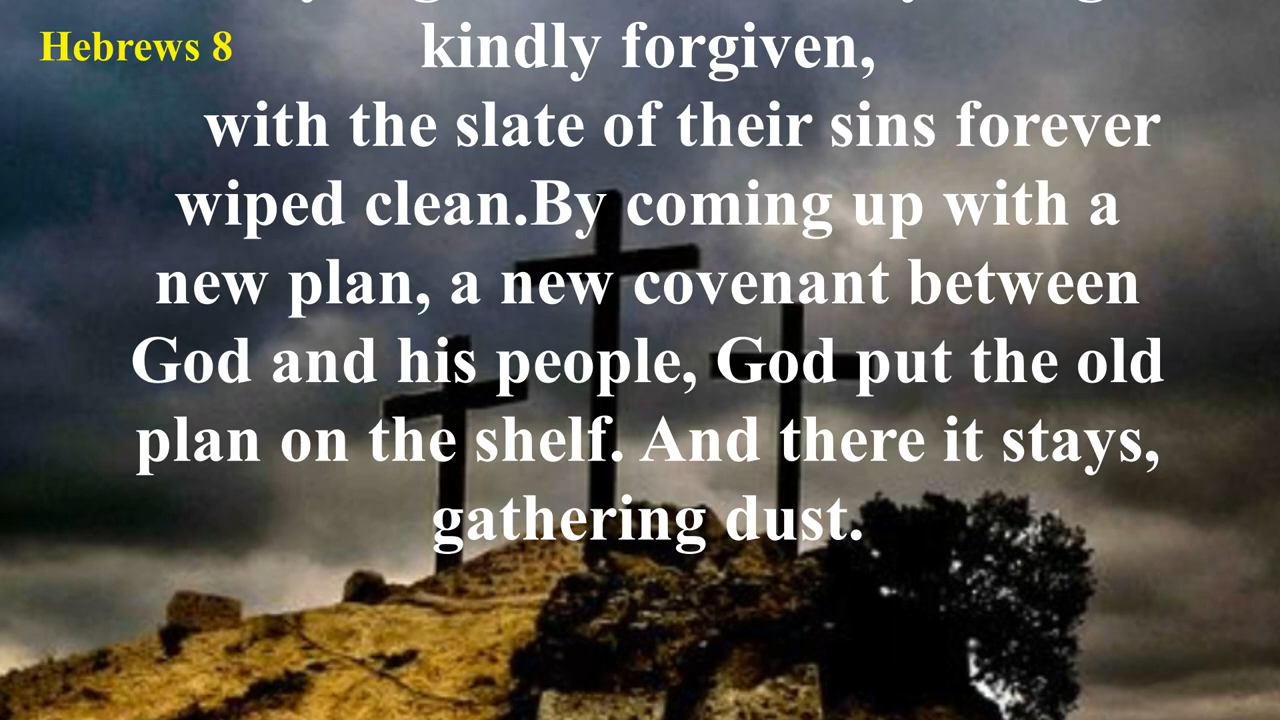 Hebrews 8
kindly forgiven,
with the slate of their sins forever
wiped clean.By coming up with a
new plan, a new covenant between
God and his people, God put the old
plan on the shelf. And there it stays,
gathering dust.